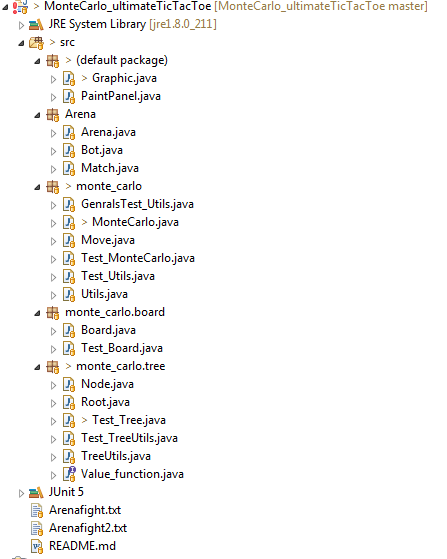 > MonteCarlo_ultimateTicTacToe [MonteCarlo_ultimateTicTacToe master]
JRE System Library [jre1.8.0_211]
> src
> (default package)
> Graphic.java
PaintPanel.java
Arena
Arena.java
Bot.java
Match.java
> monte_carlo
GenralsTest_Utils.java
> MonteCarlo.java
Move.java
Test_MonteCarlo.java
Test_Utils.java
Utils.java
monte_carlo.board
Board.java
Test_Board.java
> monte_carlo.tree
Node.java
Root.java
> Test_Tree.java
Test_TreeUtils.java
TreeUtils.java
Value_function.java
JUnit 5
Arenafight.txt
Arenafight2.txt
README.md